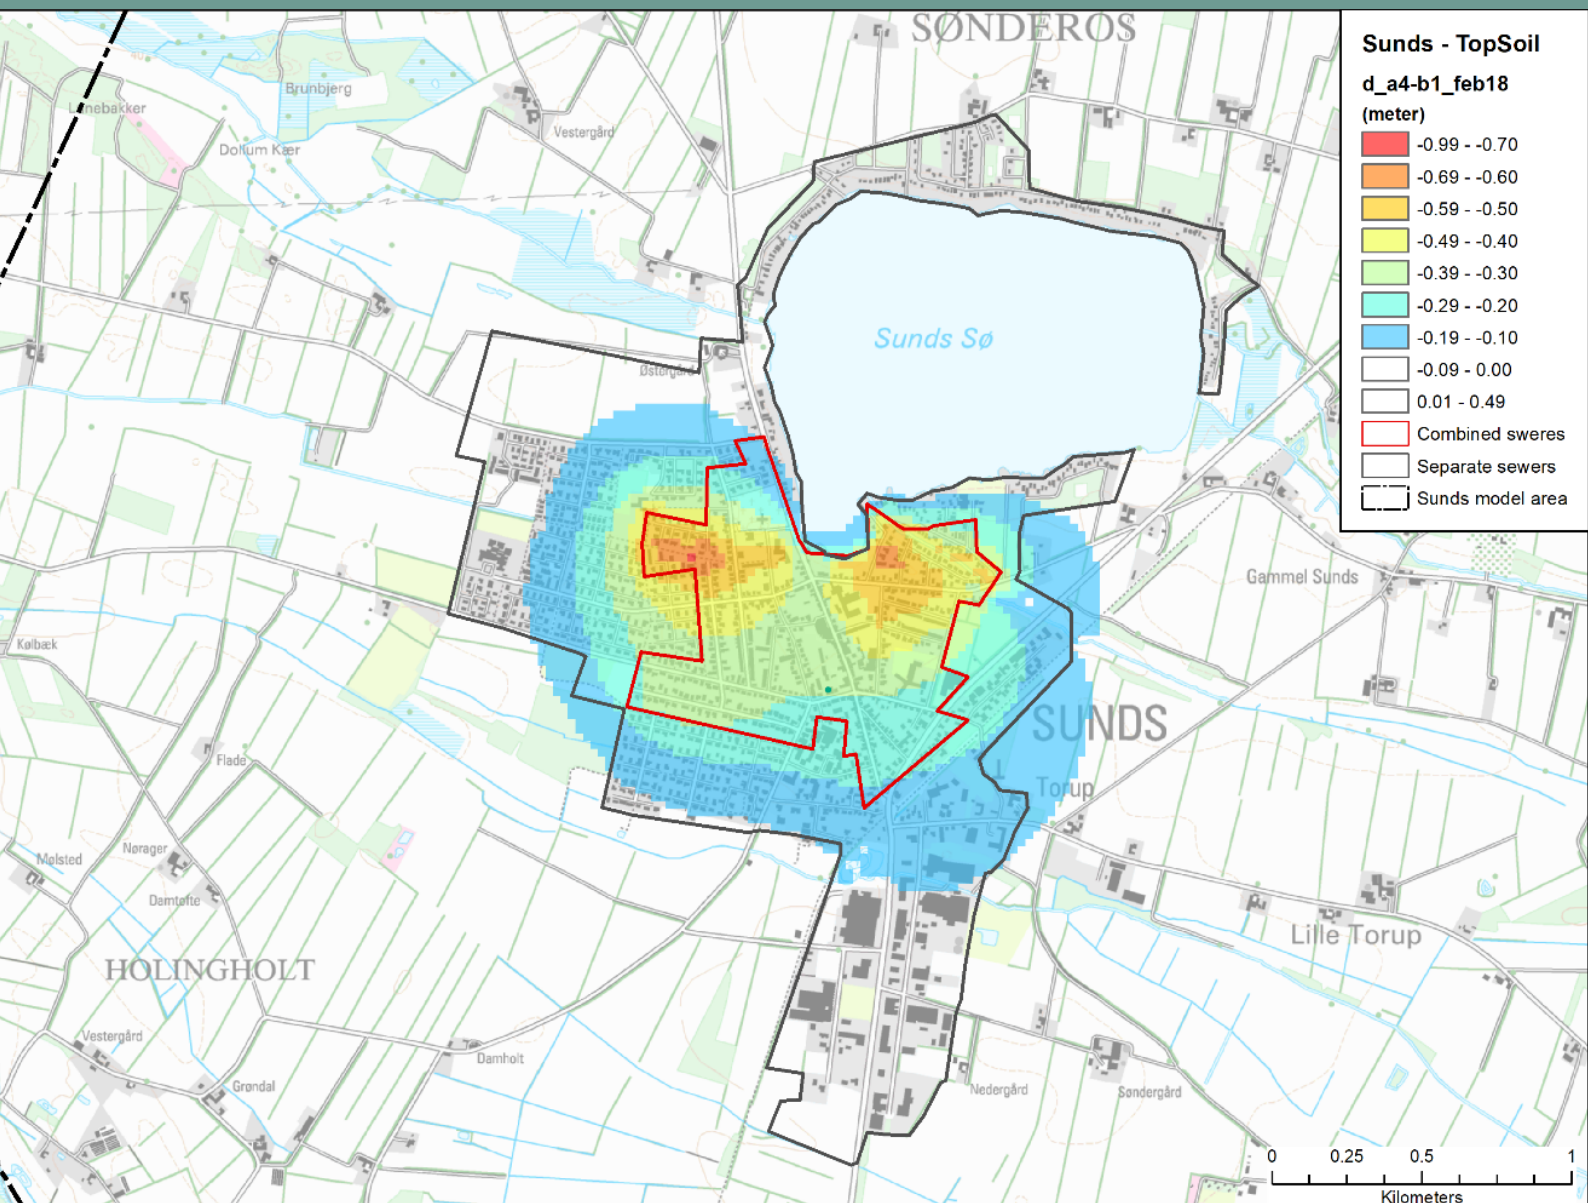 SØNDEROS
Sunds - TopSoil
d_a4-b1_feb18
(meter)
-0.99 - -0.70
-0.69 - -0.60
-0.59 - -0.50
-0.49 - -0.40
-0.39 - -0.30
-0.29 - -0.20
-0.19 - -0.10
-0.09 - 0.00
0.01 - 0.49
Combined sweres
Separate sewers
Sunds model area
Brunbjerg
Vestergård
Dollum Kær
Sunds Sø
Østergård
Gammel Sunds
Kølbæk
SUNDS
Flade
Torup
Nørager
Mølsted
Damtofte
Lille Torup
HOLINGHOLT
Vestergård
Damholt
Grøndal
Nedergård
Søndergård
0 0.25 0.5 1
Kilometers